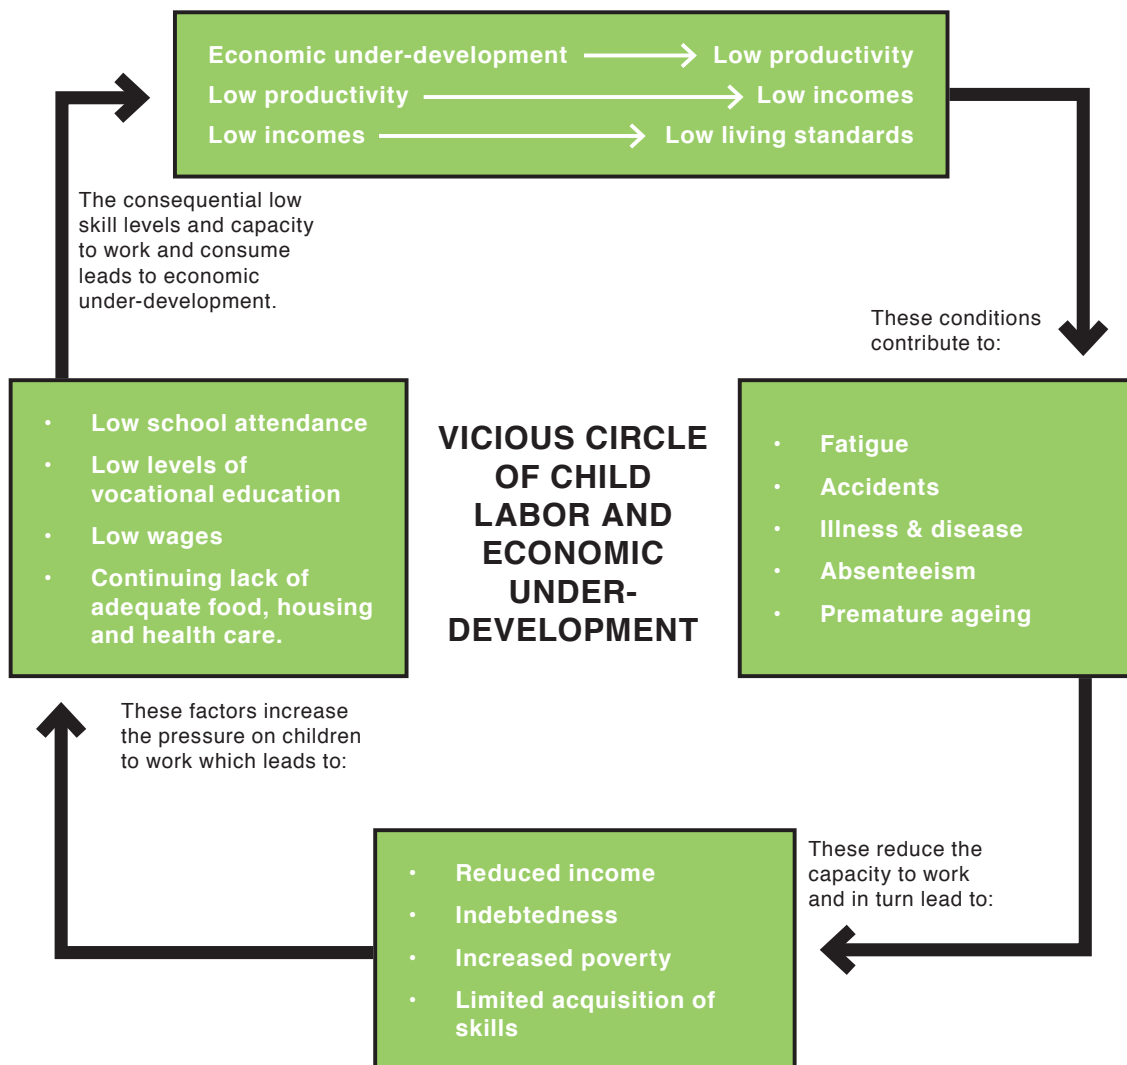 Economic under-development → Low productivity
Low productivity → Low incomes
Low incomes → Low living standards
The consequential low
skill levels and capacity
to work and consume
leads to economic
under-development.
These conditions
contribute to:
• Low school attendance
• Low levels of
vocational education
• Low wages
• Continuing lack of
adequate food, housing
and health care.
VICIOUS CIRCLE
OF CHILD
LABOR AND
ECONOMIC
UNDER-
DEVELOPMENT
• Fatigue
• Accidents
• Illness & disease
• Absenteeism
• Premature ageing
These factors increase
the pressure on children
to work which leads to:
These reduce the
capacity to work
and in turn lead to:
• Reduced income
• Indebtedness
• Increased poverty
• Limited acquisition of
skills